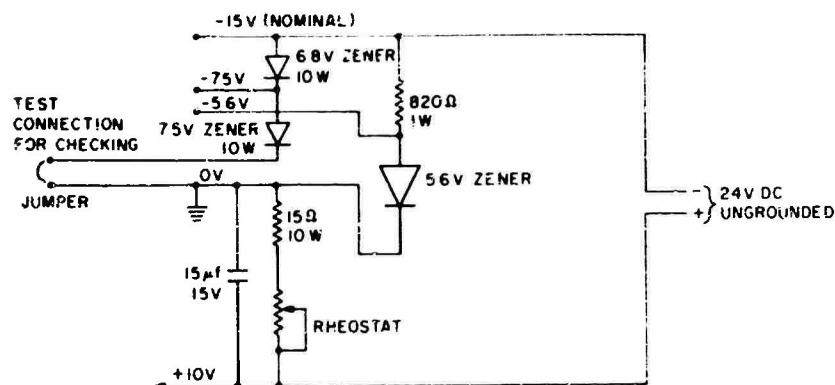 -15V (NOMINAL)
6.8V ZENER
10W
-7.5V
-5.6V
820Ω
1W
TEST
CONNECTION
FOR CHECKING
7.5V ZENER
10W
5.6V ZENER
0V
JUMPER
15Ω
10W
15µf
15V
RHEOSTAT
- 24V DC
+ UNGROUNDED
+10V